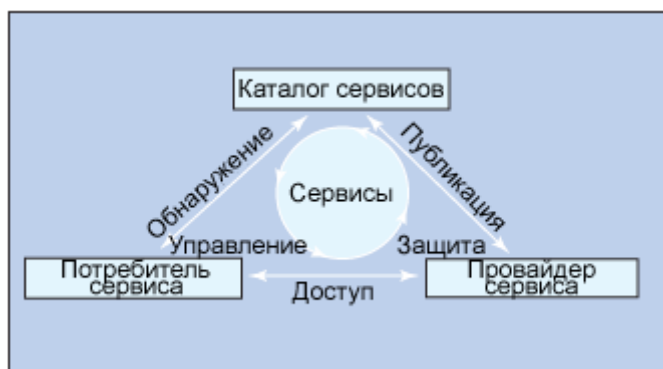 Каталог сервисов
Обнаружение
Публикация
Сервисы
Управление
Защита
Потребитель
сервиса
Доступ
Провайдер
сервиса